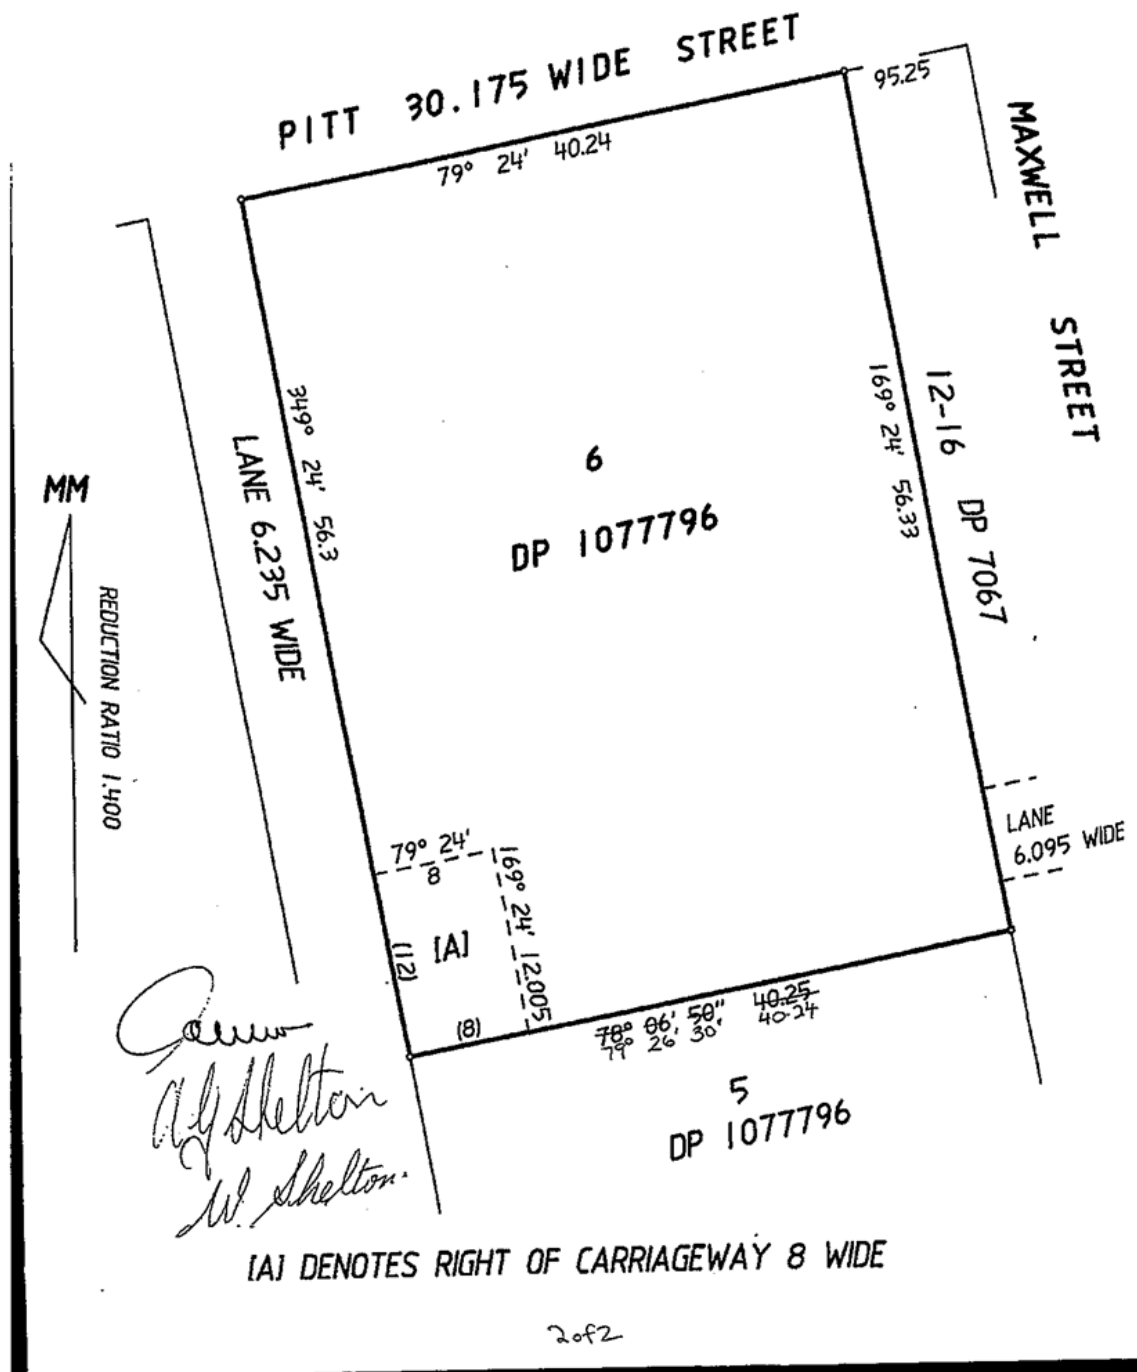 PITT 30.175 WIDE STREET
95.25
79° 24' 40.24
MAXWELL STREET
349° 24' 56.3
LANE 6.235 WIDE
169° 24' 56.33
12-16 DP 7067
6
DP 1077796
MM
REDUCTION RATIO 1:400
LANE
6.095 WIDE
79° 24'
8
169° 24' 12.005
[A]
(12)
(8)
78° 06' 50" 40.25
79° 26' 30" 40.24
5
DP 1077796
A G Shelton
W. Shelton.
[A] DENOTES RIGHT OF CARRIAGEWAY 8 WIDE
2 of 2